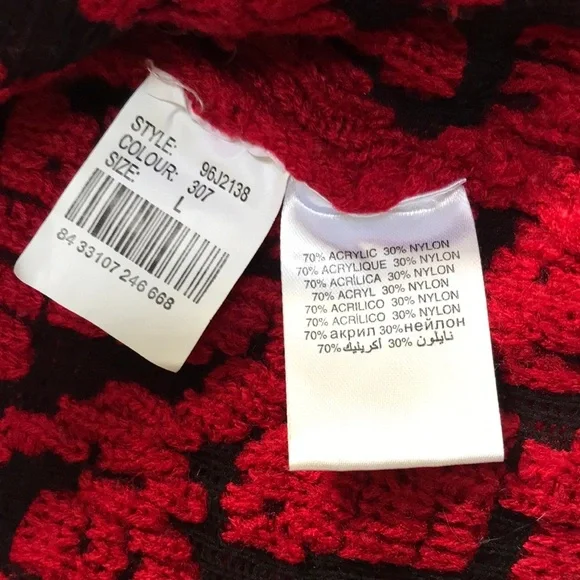 STYLE: 96J2138
COLOUR: 307
SIZE: L
84 33107 246 668
70% ACRYLIC 30% NYLON
70% ACRYLIQUE 30% NYLON
70% ACRÍLICA 30% NYLON
70% ACRYL 30% NYLON
70% ACRILICO 30% NYLON
70% ACRÍLICO 30% NYLON
70% акрил 30%нейлон
70% أكريليك 30% نايلون